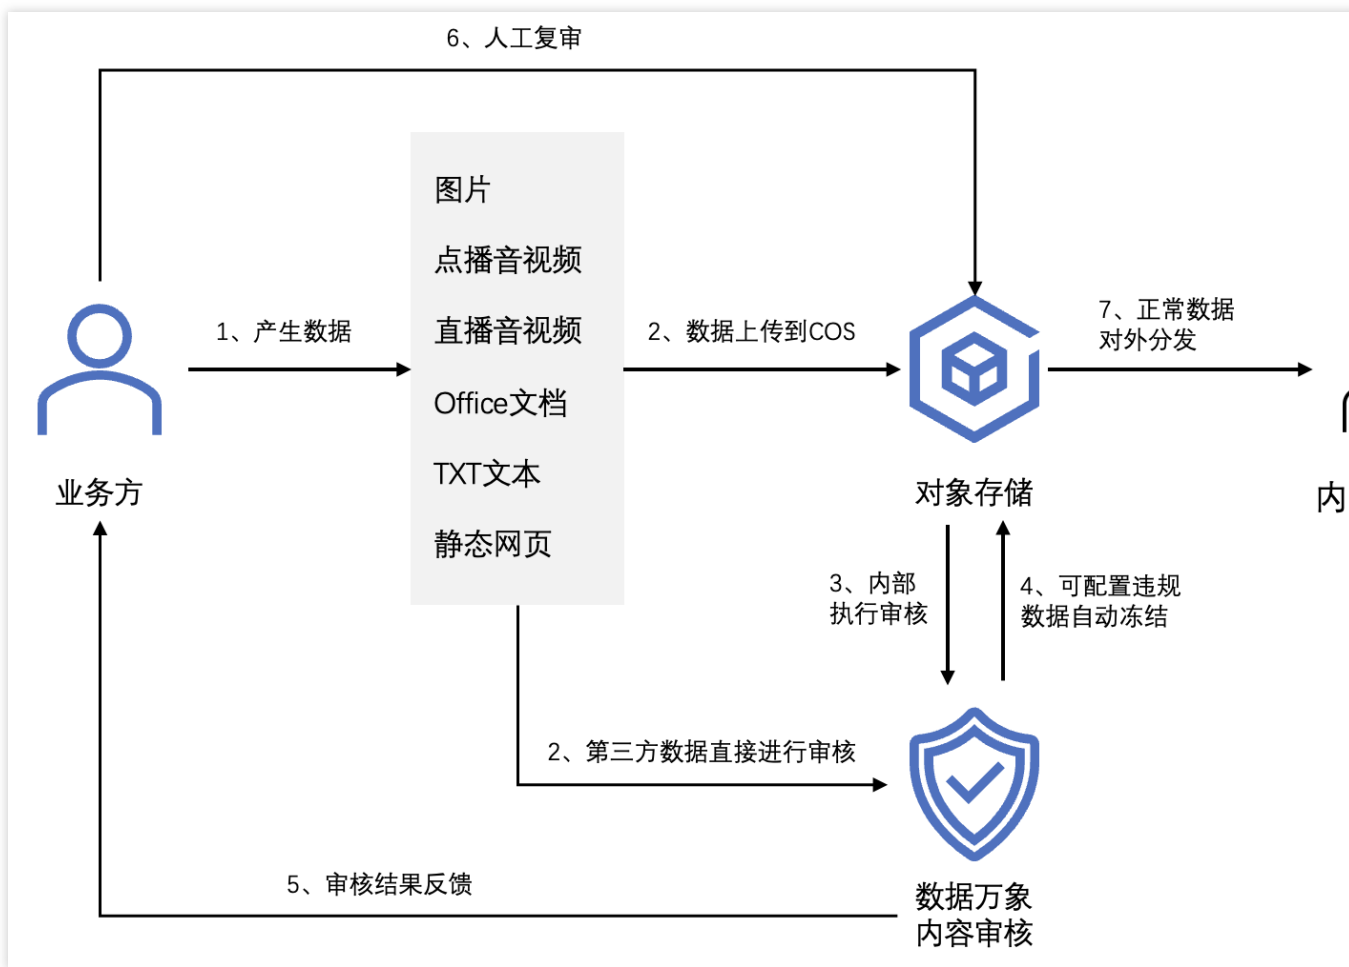 6、人工复审
图片
点播音视频
直播音视频
Office文档
TXT文本
静态网页
1、产生数据
2、数据上传到COS
7、正常数据
对外分发
业务方
对象存储
内
3、内部
执行审核
4、可配置违规
数据自动冻结
2、第三方数据直接进行审核
5、审核结果反馈
数据万象
内容审核